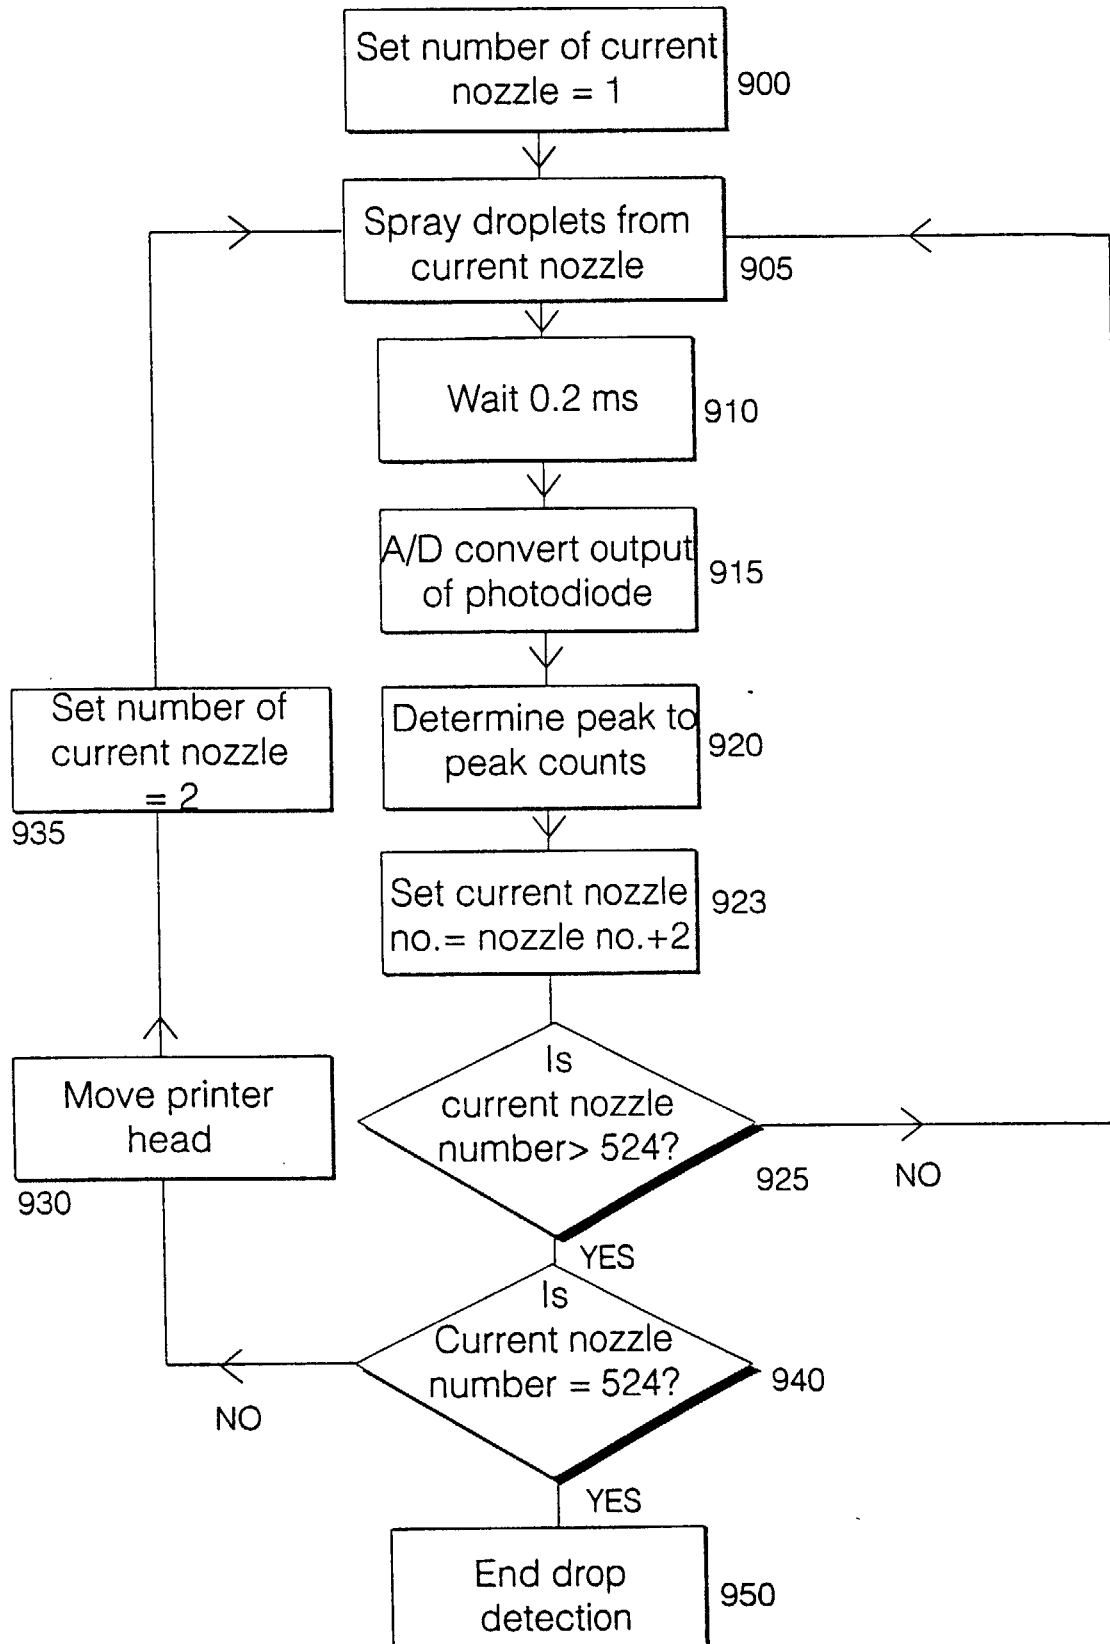 Set number of current
nozzle = 1
900
Spray droplets from
current nozzle
905
Wait 0.2 ms
910
A/D convert output
of photodiode
915
Determine peak to
peak counts
920
Set number of
current nozzle
= 2
935
Set current nozzle
no.= nozzle no.+2
923
Is
current nozzle
number> 524?
925
NO
Move printer
head
930
YES
Is
Current nozzle
number = 524?
940
NO
YES
End drop
detection
950